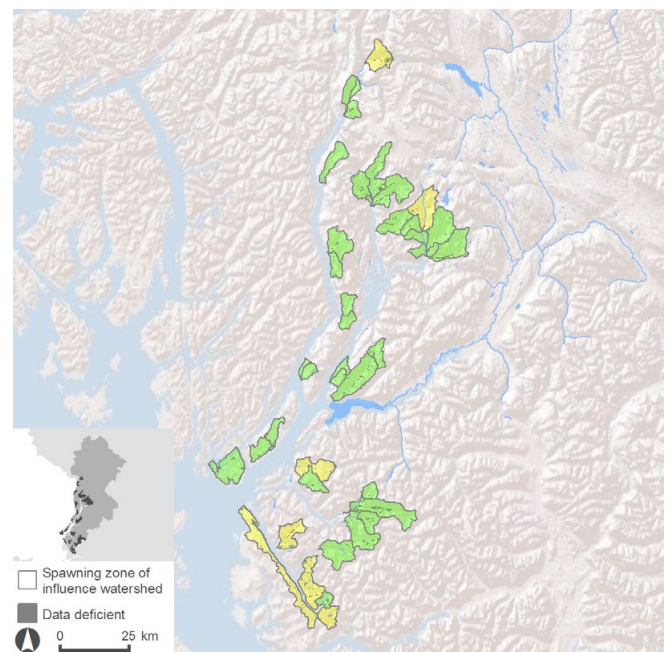 Spawning zone of
influence watershed
Data deficient
0 25 km